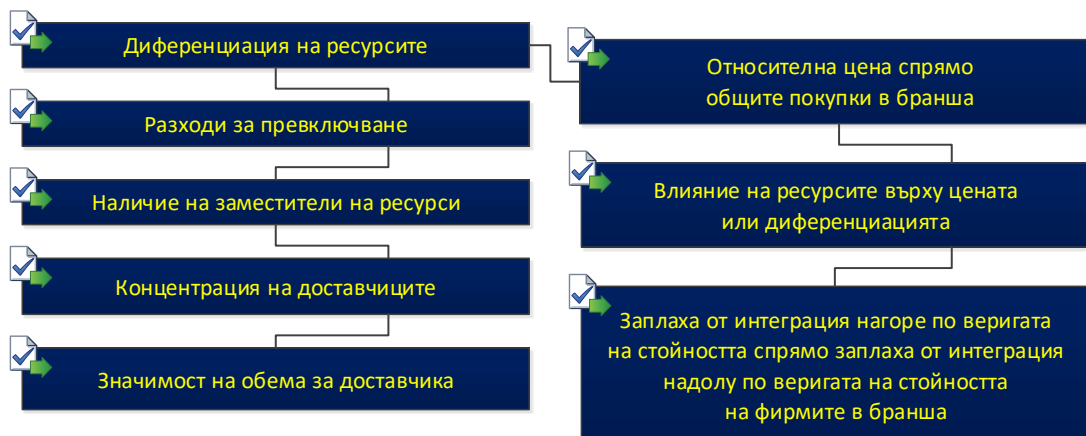 Диференциация на ресурсите
Разходи за превключване
Наличие на заместители на ресурси
Концентрация на доставчиците
Значимост на обема за доставчика
Относителна цена спрямо
общите покупки в бранша
Влияние на ресурсите върху цената
или диференциацията
Заплаха от интеграция нагоре по веригата
на стойността спрямо заплаха от интеграция
надолу по веригата на стойността
на фирмите в бранша